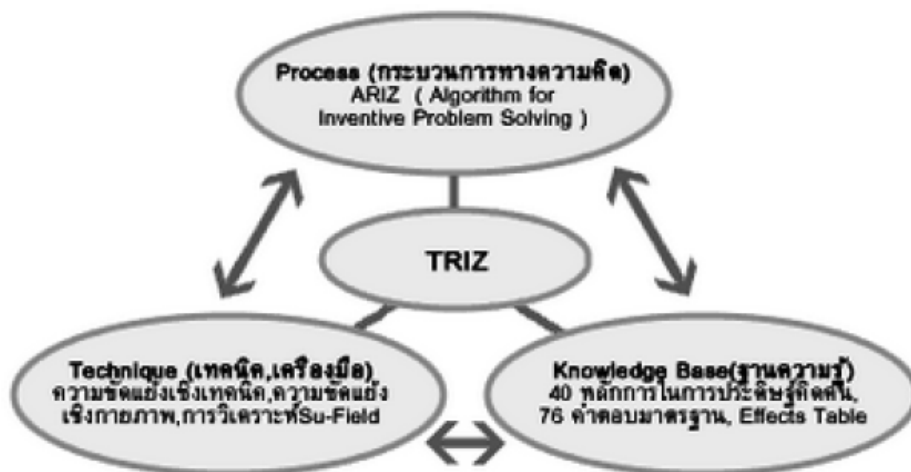 Process (กระบวนการทางความคิด)
ARIZ ( Algorithm for
Inventive Problem Solving )
TRIZ
Technique (เทคนิค,เครื่องมือ)
ความขัดแย้งเชิงเทคนิค,ความขัดแย้ง
เชิงกายภาพ,การวิเคราะห์Su-Field
Knowledge Base(ฐานความรู้)
40 หลักการในการประดิษฐ์คิดค้น,
76 คำตอบมาตรฐาน, Effects Table